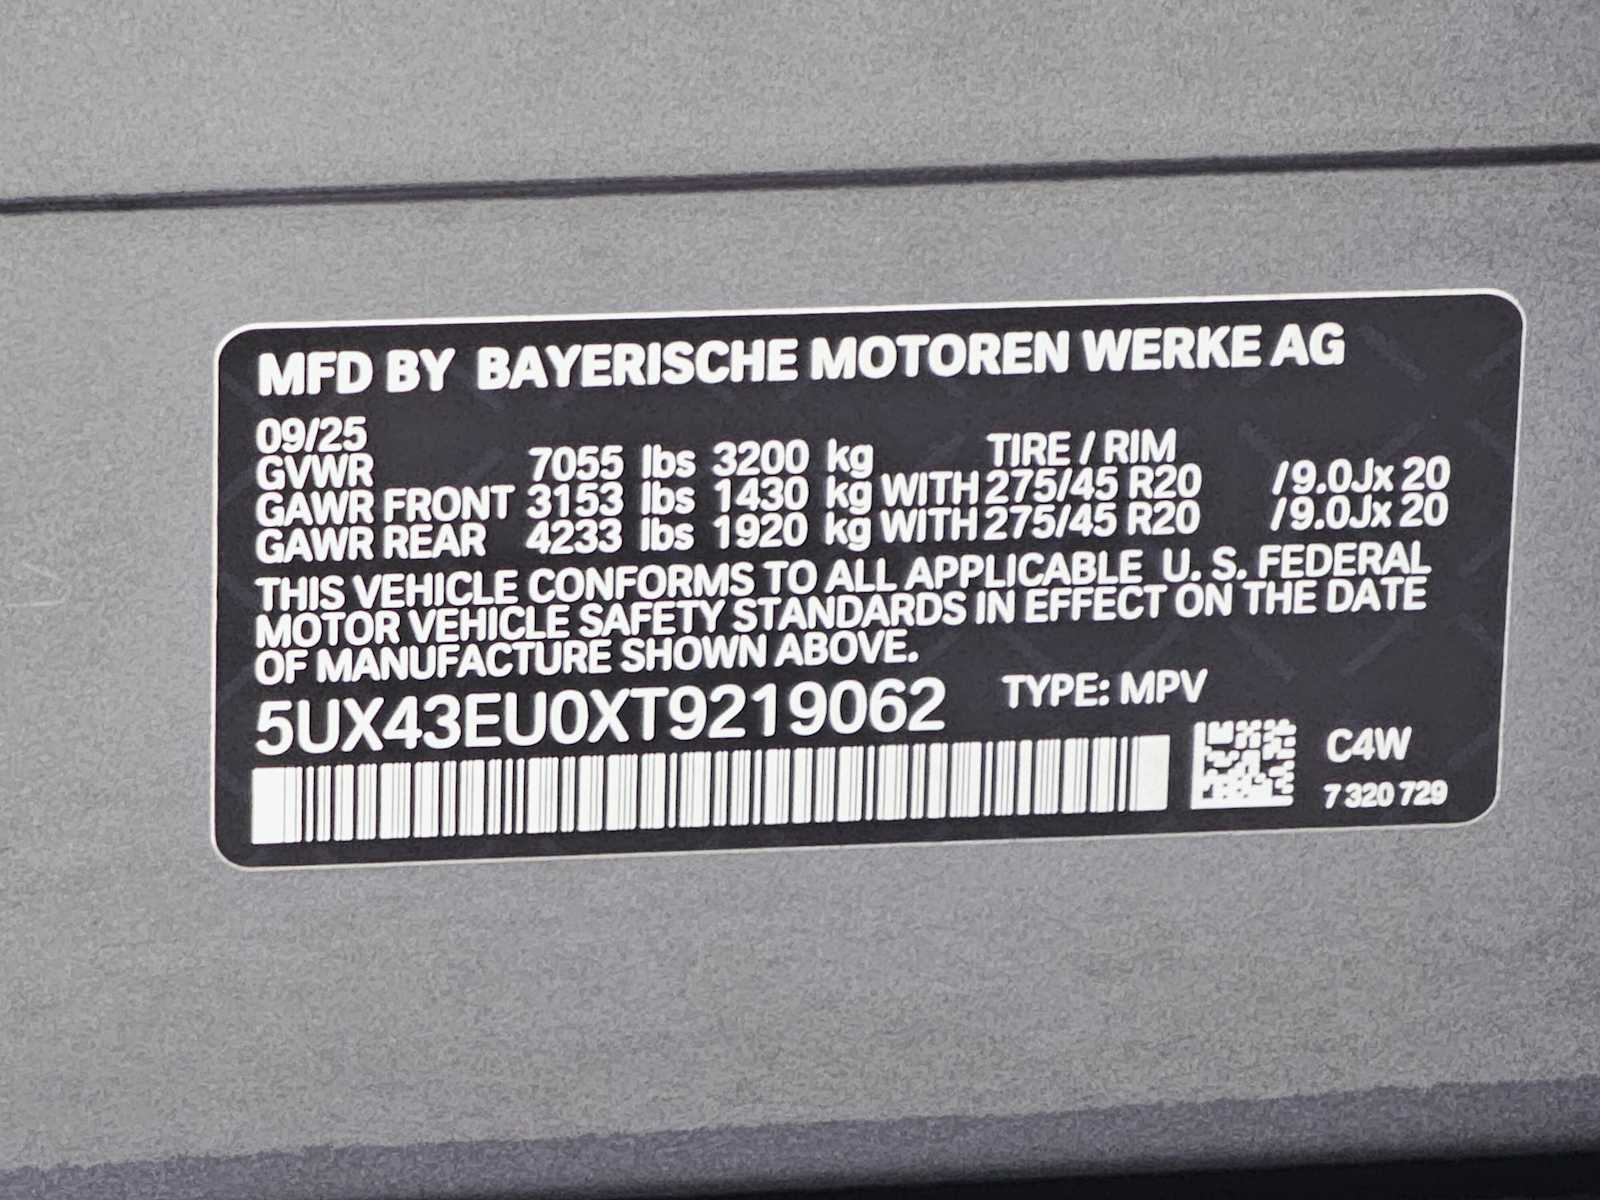 MFD BY BAYERISCHE MOTOREN WERKE AG
09/25
GVWR 7055 lbs 3200 kg TIRE / RIM
GAWR FRONT 3153 lbs 1430 kg WITH 275/45 R20 /9.0Jx 20
GAWR REAR 4233 lbs 1920 kg WITH 275/45 R20 /9.0Jx 20
THIS VEHICLE CONFORMS TO ALL APPLICABLE U. S. FEDERAL
MOTOR VEHICLE SAFETY STANDARDS IN EFFECT ON THE DATE
OF MANUFACTURE SHOWN ABOVE.
5UX43EU0XT9219062 TYPE: MPV
C4W
7 320 729